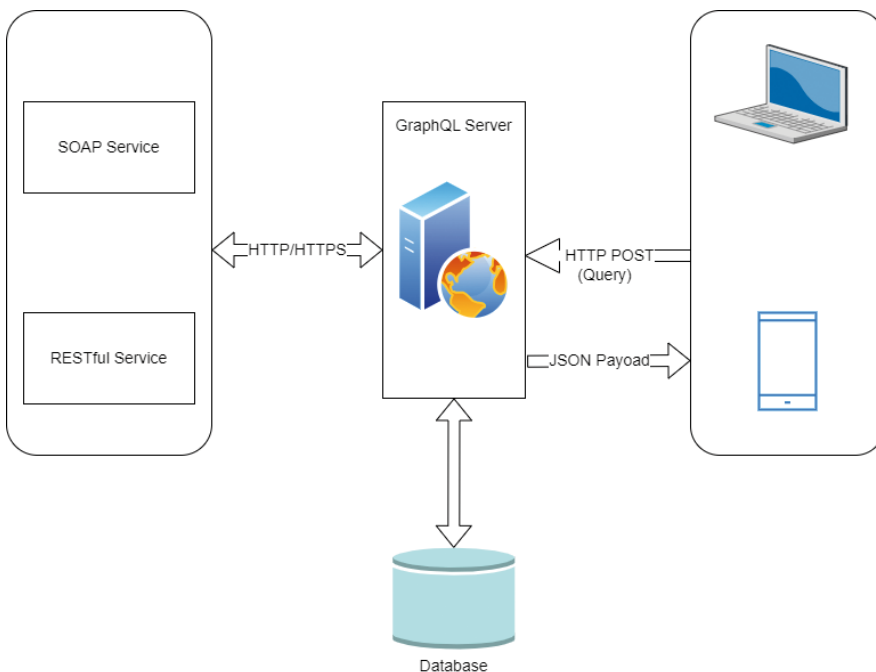 SOAP Service
RESTful Service
HTTP/HTTPS
GraphQL Server
HTTP POST
(Query)
JSON Payoad
Database